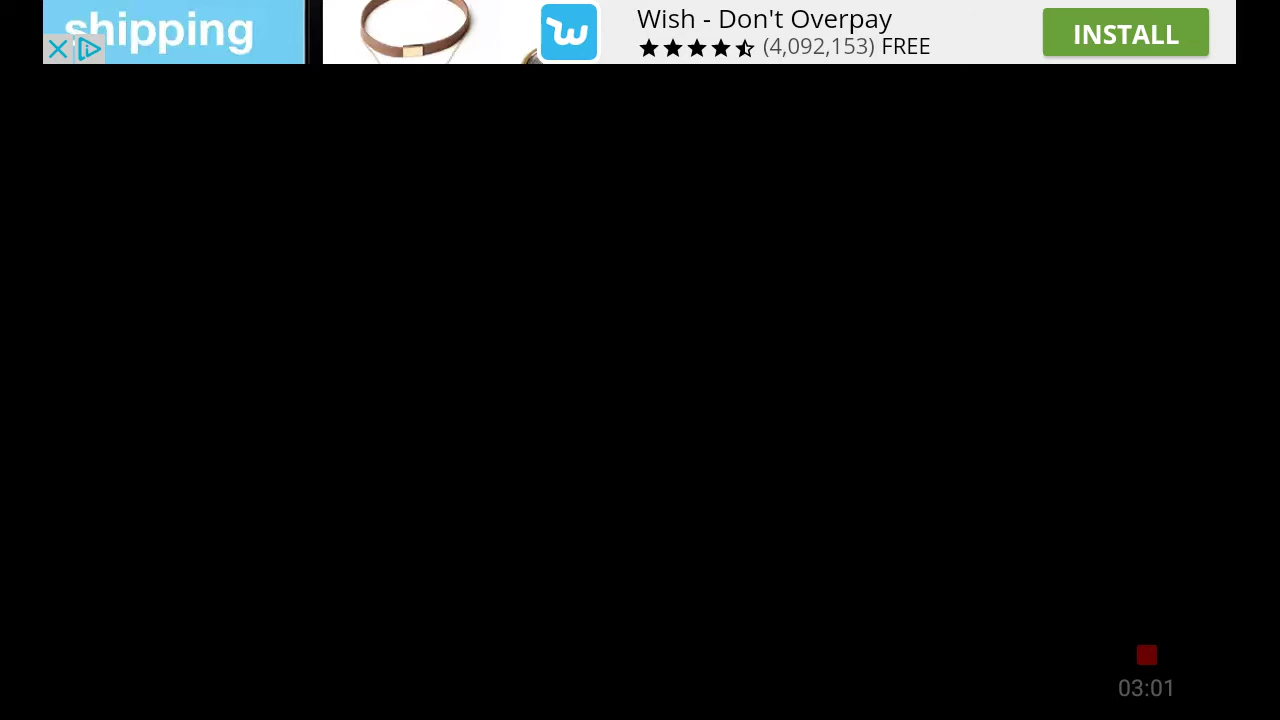 shipping
Wish - Don't Overpay
(4,092,153) FREE
INSTALL
03:01